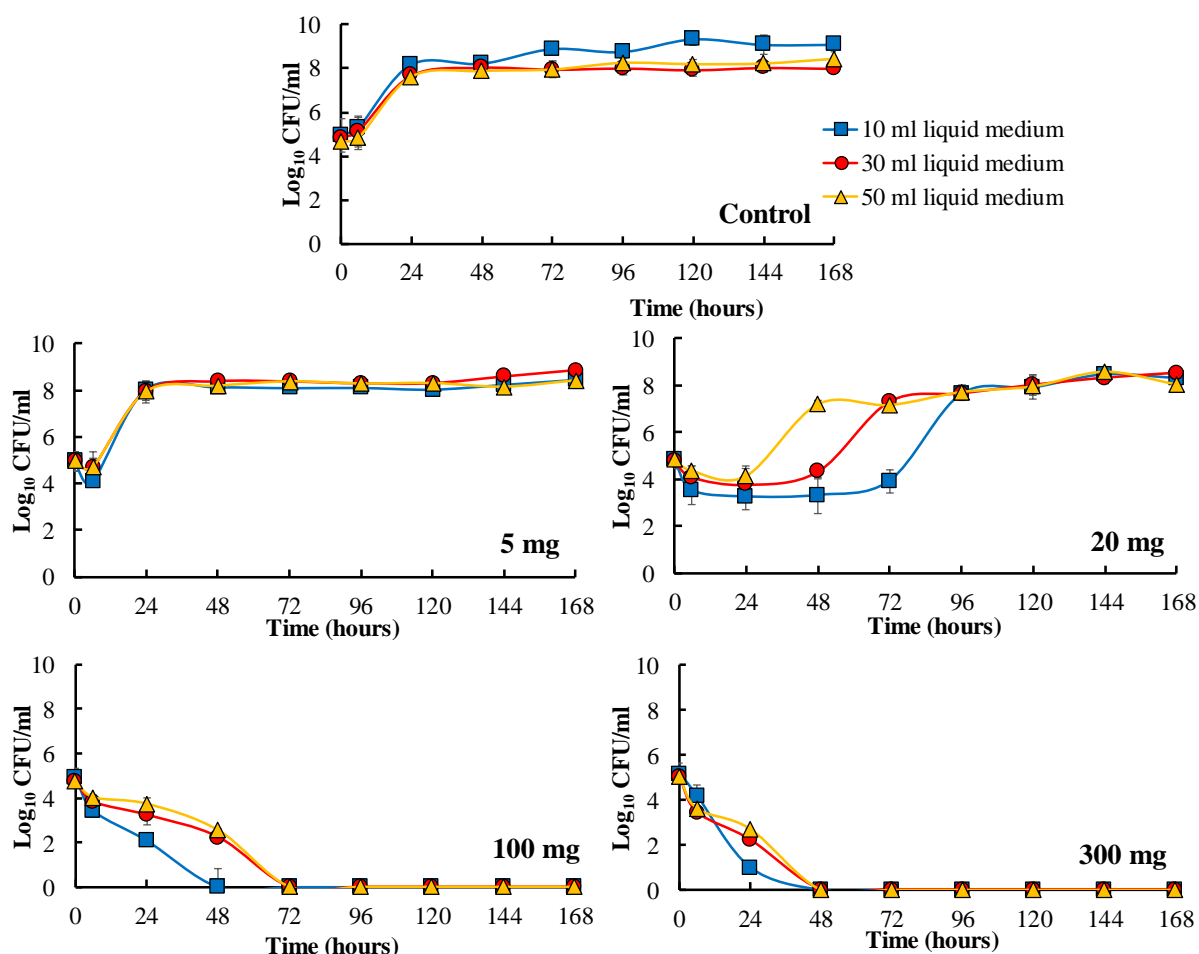 10
8
6
4
2
0
Log10 CFU/ml
0 24 48 72 96 120 144 168
Time (hours)
Control
10 ml liquid medium
30 ml liquid medium
50 ml liquid medium
10
8
6
4
2
0
Log10 CFU/ml
0 24 48 72 96 120 144 168
Time (hours)
5 mg
10
8
6
4
2
0
Log10 CFU/ml
0 24 48 72 96 120 144 168
Time (hours)
20 mg
10
8
6
4
2
0
Log10 CFU/ml
0 24 48 72 96 120 144 168
Time (hours)
100 mg
10
8
6
4
2
0
Log10 CFU/ml
0 24 48 72 96 120 144 168
Time (hours)
300 mg